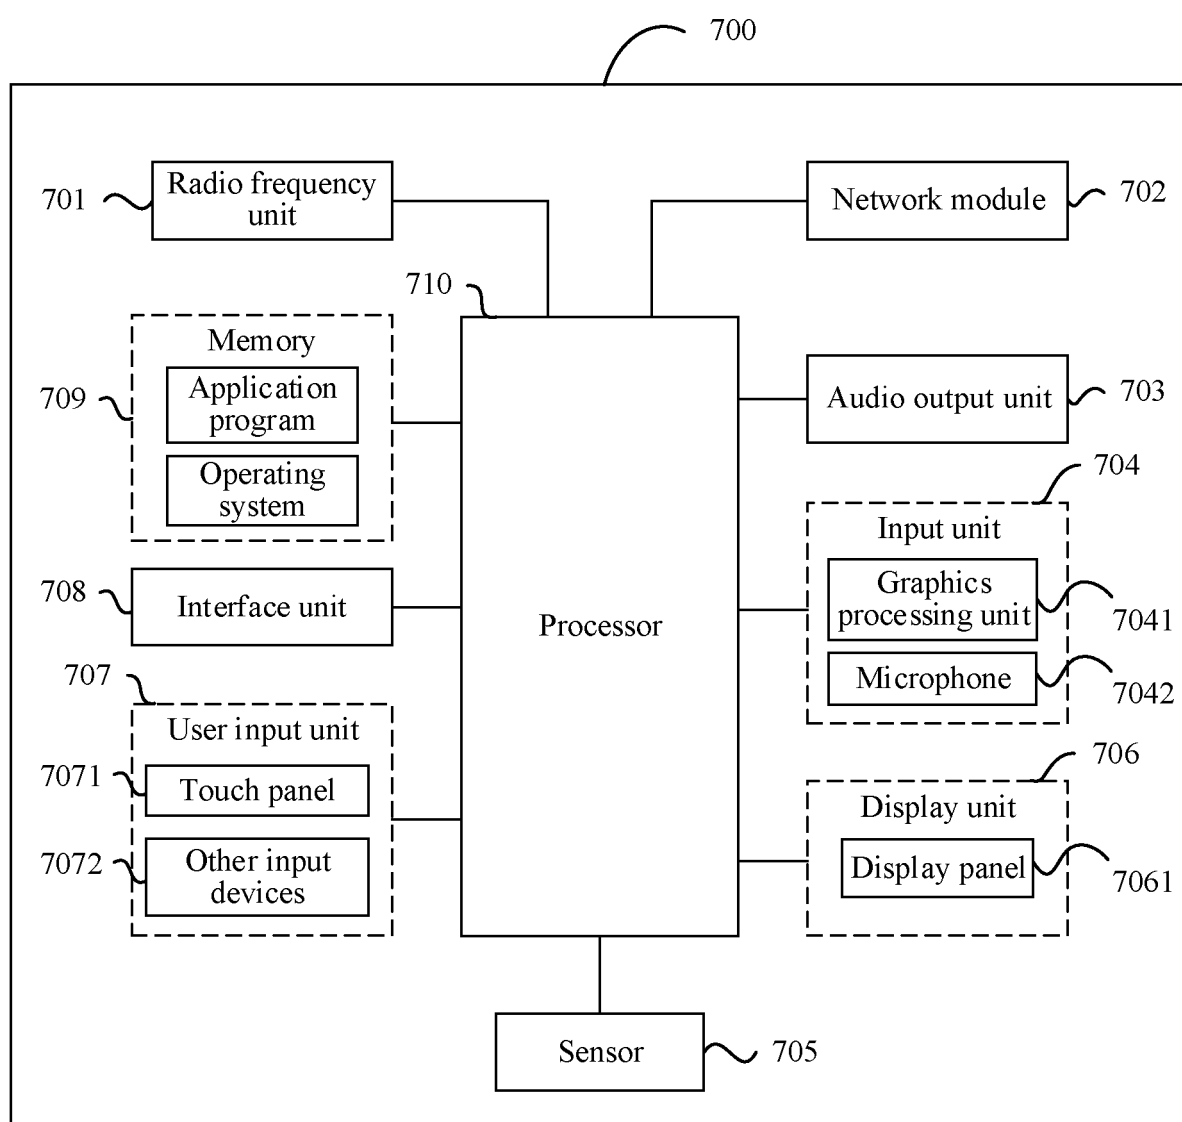 700
701
Radio frequency
unit
Network module
702
710
Memory
709
Application
program
Operating
system
Audio output unit
703
704
Input unit
Graphics
processing unit
7041
Microphone
7042
708
Interface unit
Processor
707
User input unit
7071
Touch panel
7072
Other input
devices
706
Display unit
Display panel
7061
Sensor
705